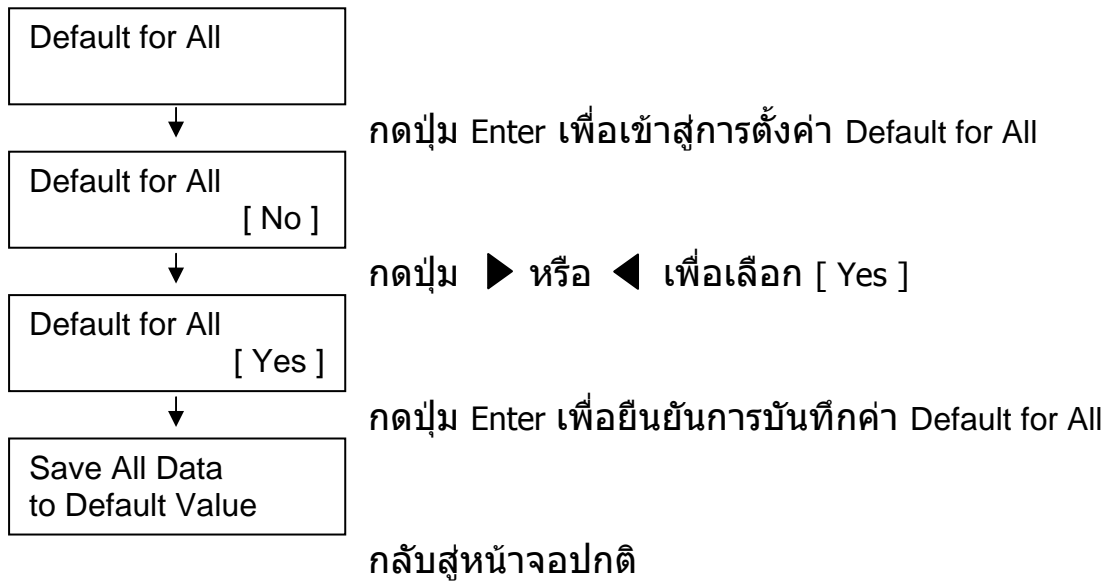 Default for All
กดปุ่ม Enter เพื่อเข้าสู่การตั้งค่า Default for All
Default for All
[ No ]
กดปุ่ม ▶ หรือ ◀ เพื่อเลือก [ Yes ]
Default for All
[ Yes ]
กดปุ่ม Enter เพื่อยืนยันการบันทึกค่า Default for All
Save All Data
to Default Value
กลับสู่หน้าจอปกติ